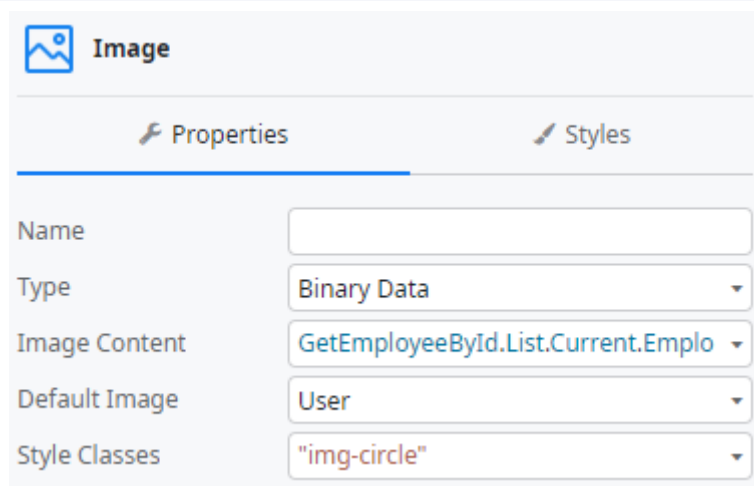 Image
Properties Styles
Name
Type Binary Data
Image Content GetEmployeeById.List.Current.Emplo
Default Image User
Style Classes "img-circle"